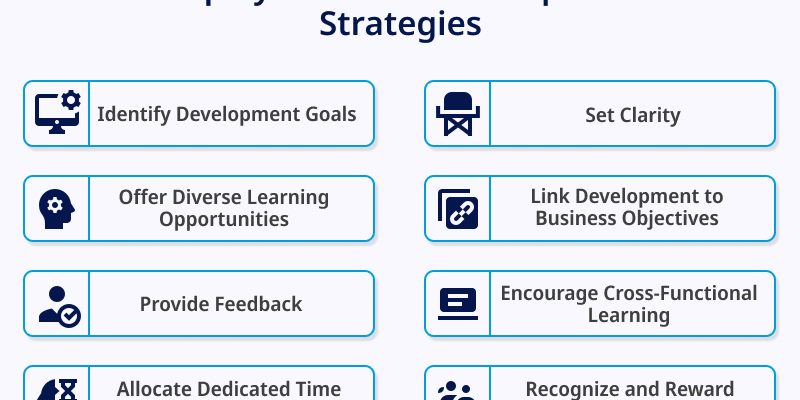 Strategies
Identify Development Goals
Set Clarity
Offer Diverse Learning
Opportunities
Link Development to
Business Objectives
Provide Feedback
Encourage Cross-Functional
Learning
Allocate Dedicated Time
Recognize and Reward